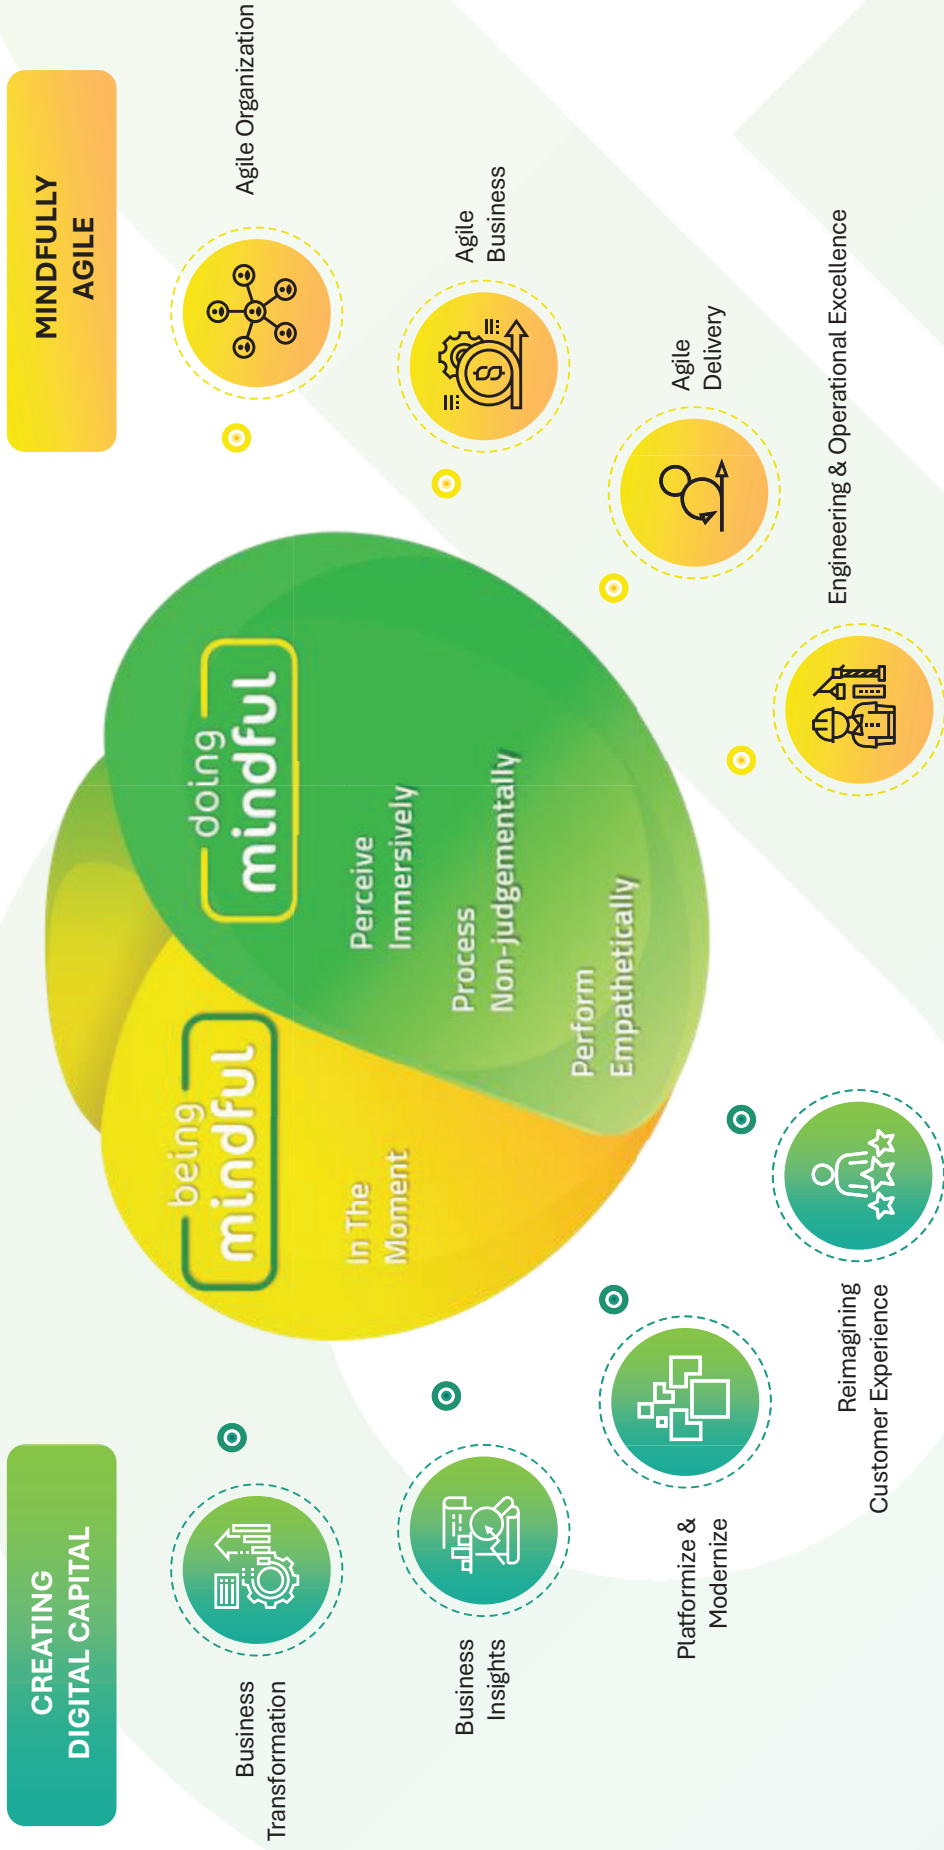 CREATING
DIGITAL CAPITAL
Business
Transformation
Business
Insights
Platformize &
Modernize
Reimagining
Customer Experience
being
mindful
In The
Moment
doing
mindful
Perceive
Immersively
Process
Non-judgementally
Perform
Empathetically
MINDFULLY
AGILE
Agile Organization
Agile
Business
Agile
Delivery
Engineering & Operational Excellence